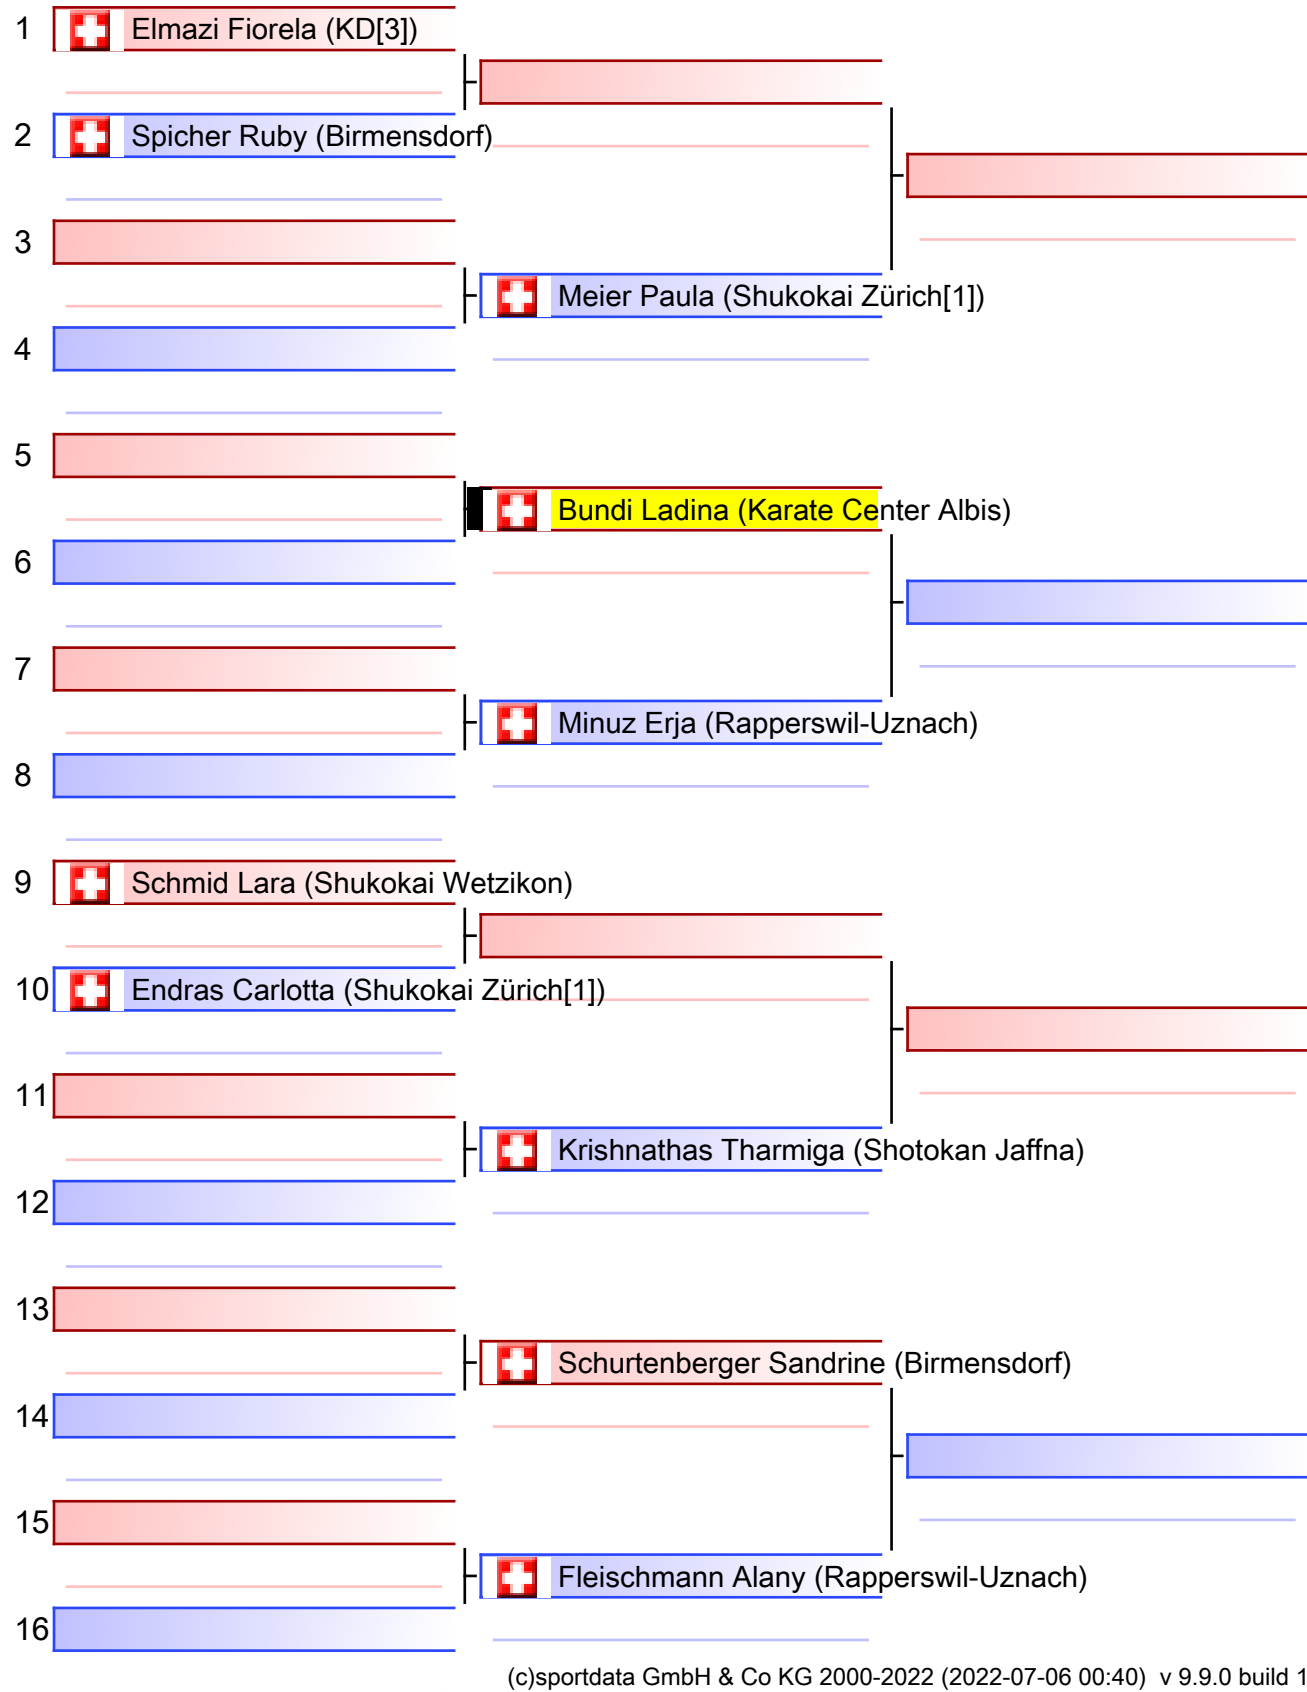 1 Elmazi Fiorela (KD[3])
2 Spicher Ruby (Birmensdorf)
3
Meier Paula (Shukokai Zürich[1])
4
5
Bundi Ladina (Karate Center Albis)
6
7
Minuz Erja (Rapperswil-Uznach)
8
9 Schmid Lara (Shukokai Wetzikon)
10 Endras Carlotta (Shukokai Zürich[1])
11
Krishnathas Tharmiga (Shotokan Jaffna)
12
13
Schurtenberger Sandrine (Birmensdorf)
14
15
Fleischmann Alany (Rapperswil-Uznach)
16
(c)sportdata GmbH & Co KG 2000-2022 (2022-07-06 00:40) v 9.9.0 build 1